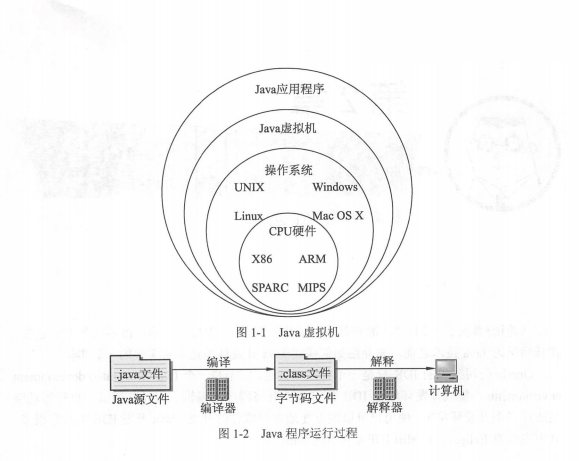 Java应用程序
Java虚拟机
操作系统
UNIX Windows
Linux Mac OS X
CPU硬件
X86 ARM
SPARC MIPS
图 1-1 Java 虚拟机
编译 解释
.java文件 .class文件
Java源文件 编译器 字节码文件 解释器 计算机
图 1-2 Java 程序运行过程